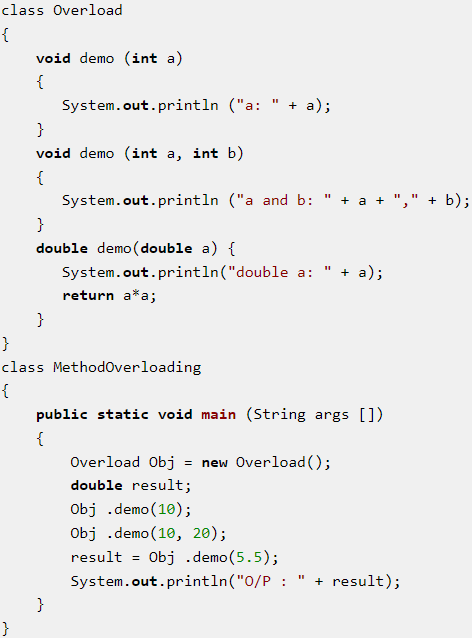 class Overload
{
    void demo (int a)
    {
       System.out.println ("a: " + a);
    }
    void demo (int a, int b)
    {
       System.out.println ("a and b: " + a + "," + b);
    }
    double demo(double a) {
       System.out.println("double a: " + a);
       return a*a;
    }
}
class MethodOverloading
{
    public static void main (String args [])
    {
        Overload Obj = new Overload();
        double result;
        Obj .demo(10);
        Obj .demo(10, 20);
        result = Obj .demo(5.5);
        System.out.println("O/P : " + result);
    }
}